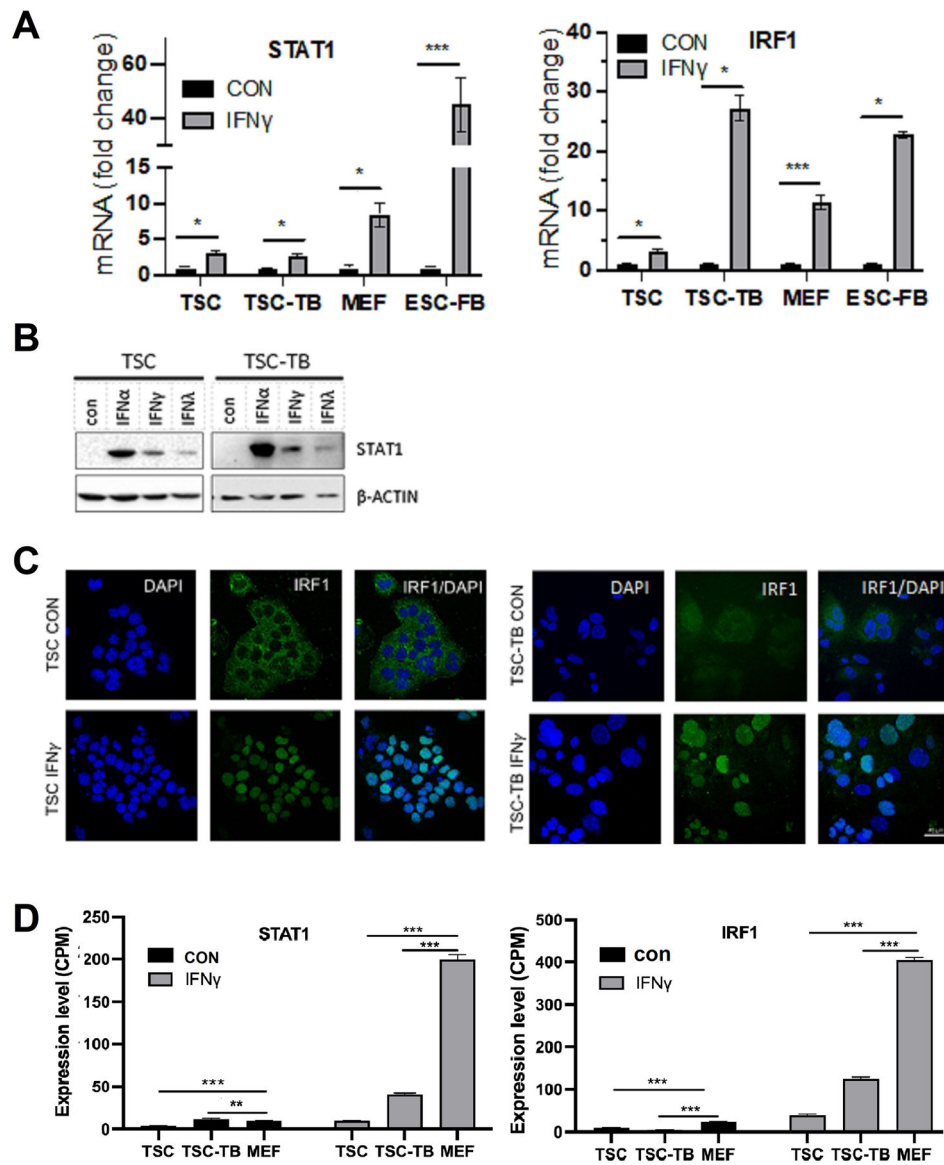 A
STAT1
CON
IFNγ
mRNA (fold change)
60
40
15
10
5
0
*
*
*
***
TSC
TSC-TB
MEF
ESC-FB
IRF1
CON
IFNγ
mRNA (fold change)
40
30
20
10
0
*
*
***
*
TSC
TSC-TB
MEF
ESC-FB
B
TSC
TSC-TB
con
IFNα
IFNγ
IFNλ
con
IFNα
IFNγ
IFNλ
STAT1
β-ACTIN
C
TSC CON
DAPI
IRF1
IRF1/DAPI
TSC IFNγ
TSC-TB CON
DAPI
IRF1
IRF1/DAPI
TSC-TB IFNγ
D
STAT1
CON
IFNγ
Expression level (CPM)
250
200
150
100
50
0
***
**
***
***
TSC
TSC-TB
MEF
TSC
TSC-TB
MEF
IRF1
con
IFNγ
Expression level (CPM)
500
400
300
200
100
0
***
***
***
***
TSC
TSC-TB
MEF
TSC
TSC-TB
MEF